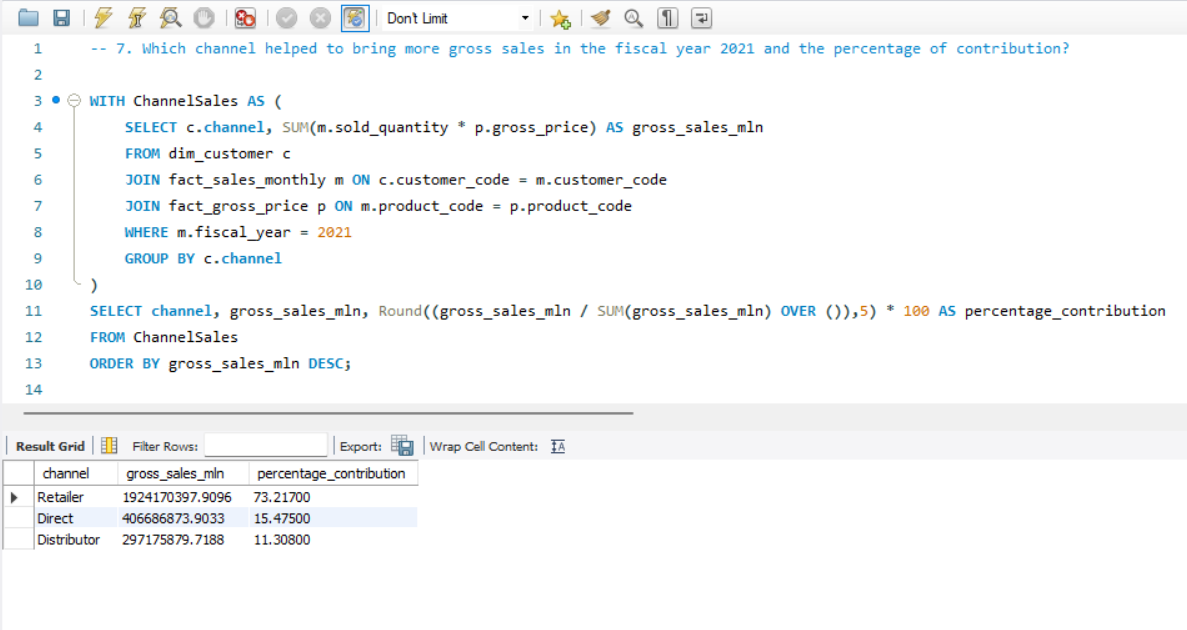 Don't Limit
1 -- 7. Which channel helped to bring more gross sales in the fiscal year 2021 and the percentage of contribution?
2
3 WITH ChannelSales AS (
4 SELECT c.channel, SUM(m.sold_quantity * p.gross_price) AS gross_sales_mln
5 FROM dim_customer c
6 JOIN fact_sales_monthly m ON c.customer_code = m.customer_code
7 JOIN fact_gross_price p ON m.product_code = p.product_code
8 WHERE m.fiscal_year = 2021
9 GROUP BY c.channel
10 )
11 SELECT channel, gross_sales_mln, Round((gross_sales_mln / SUM(gross_sales_mln) OVER ()),5) * 100 AS percentage_contribution
12 FROM ChannelSales
13 ORDER BY gross_sales_mln DESC;
14
Result Grid Filter Rows: Export: Wrap Cell Content: IA
channel gross_sales_mln percentage_contribution
Retailer 1924170397.9096 73.21700
Direct 406686873.9033 15.47500
Distributor 297175879.7188 11.30800